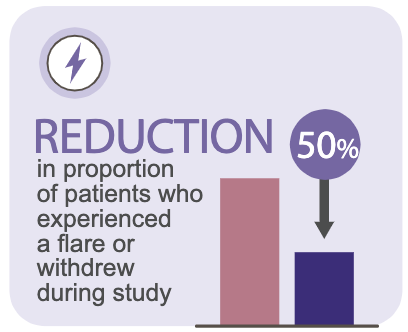 REDUCTION
50%
in proportion
of patients who
experienced
a flare or
withdrew
during study